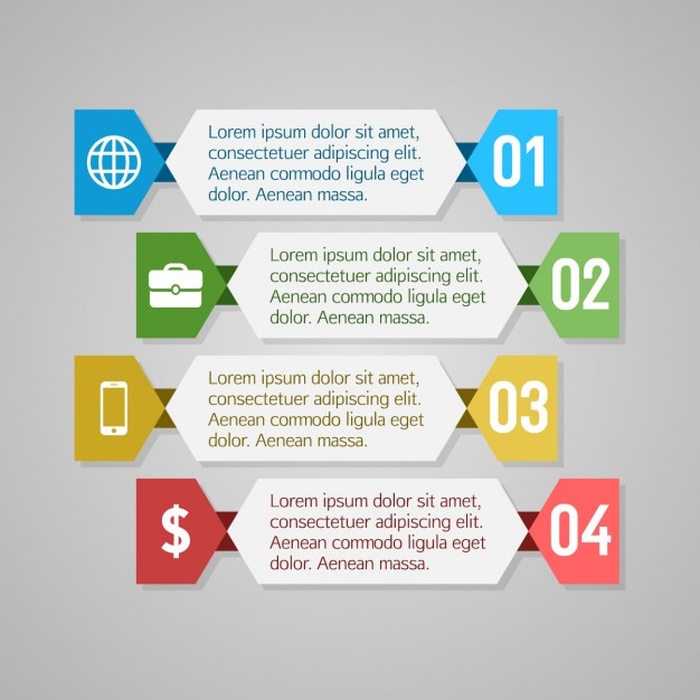 Lorem ipsum dolor sit amet,
consectetuer adipiscing elit.
Aenean commodo ligula eget
dolor. Aenean massa.
01
Lorem ipsum dolor sit amet,
consectetuer adipiscing elit.
Aenean commodo ligula eget
dolor. Aenean massa.
02
Lorem ipsum dolor sit amet,
consectetuer adipiscing elit.
Aenean commodo ligula eget
dolor. Aenean massa.
03
$
Lorem ipsum dolor sit amet,
consectetuer adipiscing elit.
Aenean commodo ligula eget
dolor. Aenean massa.
04